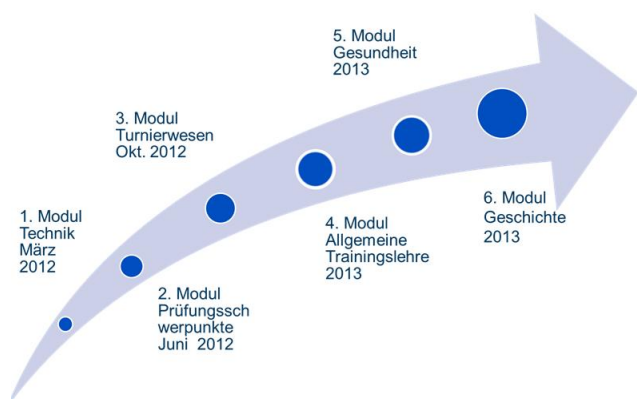 1. Modul
Technik
März
2012
2. Modul
Prüfungssch
werpunkte
Juni 2012
3. Modul
Turnierwesen
Okt. 2012
4. Modul
Allgemeine
Trainingslehre
2013
5. Modul
Gesundheit
2013
6. Modul
Geschichte
2013